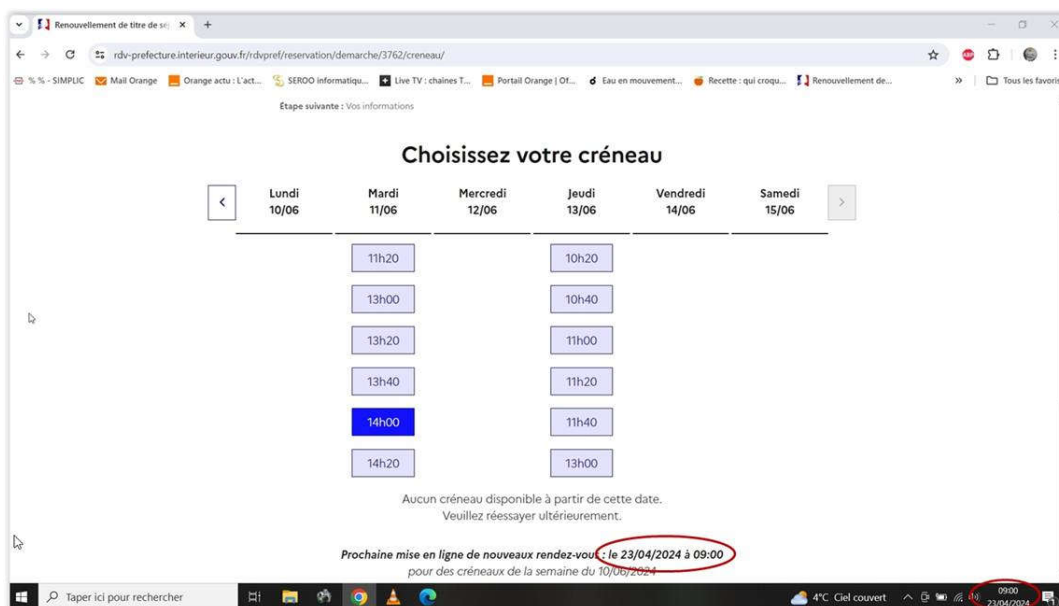 Renouvellement de titre de sé
rdv-prefecture.interieur.gouv.fr/rdvpref/reservation/demarche/3762/creneau/
ABP
% % - SIMPLIC Mail Orange Orange actu : L'act... SEROO informatiqu... Live TV : chaines T... Portail Orange | Of... Eau en mouvement... Recette : qui croqu... Renouvellement de... » Tous les favoris
Étape suivante : Vos informations
Choisissez votre créneau
Lundi Mardi Mercredi Jeudi Vendredi Samedi
10/06 11/06 12/06 13/06 14/06 15/06
11h20 10h20
13h00 10h40
13h20 11h00
13h40 11h20
14h00 11h40
14h20 13h00
Aucun créneau disponible à partir de cette date.
Veuillez réessayer ultérieurement.
Prochaine mise en ligne de nouveaux rendez-vous : le 23/04/2024 à 09:00
pour des créneaux de la semaine du 10/06/2024
Taper ici pour rechercher 4°C Ciel couvert 09:00
23/04/2024